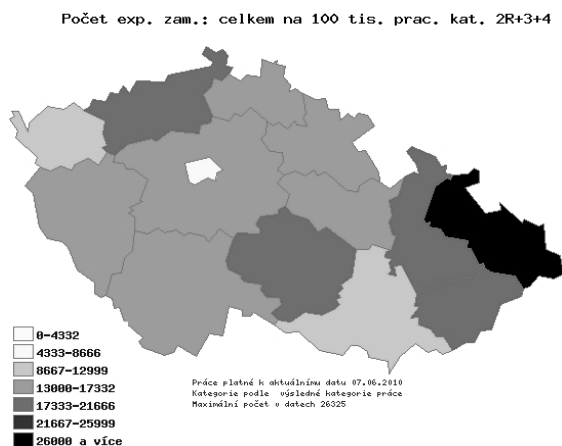 Počet exp. zam.: celkem na 100 tis. prac. kat. 2R+3+4
0-4332
4333-8666
8667-12999
13000-17332
17333-21666
21667-25999
26000 a více
Práce platné k aktuálnímu datu 07.06.2010
Kategorie podle výsledné kategorie práce
Maximální počet v datech 26325